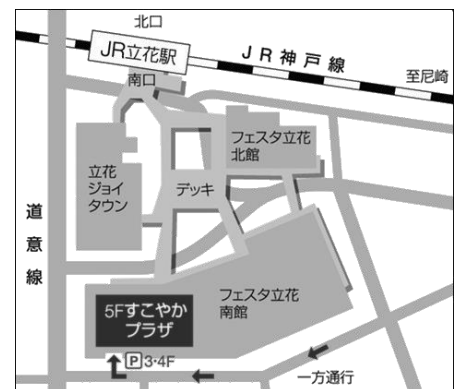 北口
JR立花駅
JR神戸線
至尼崎
南口
フェスタ立花
北館
立花
ジョイ
タウン
デッキ
道意線
フェスタ立花
南館
5Fすこやか
プラザ
P3・4F
一方通行